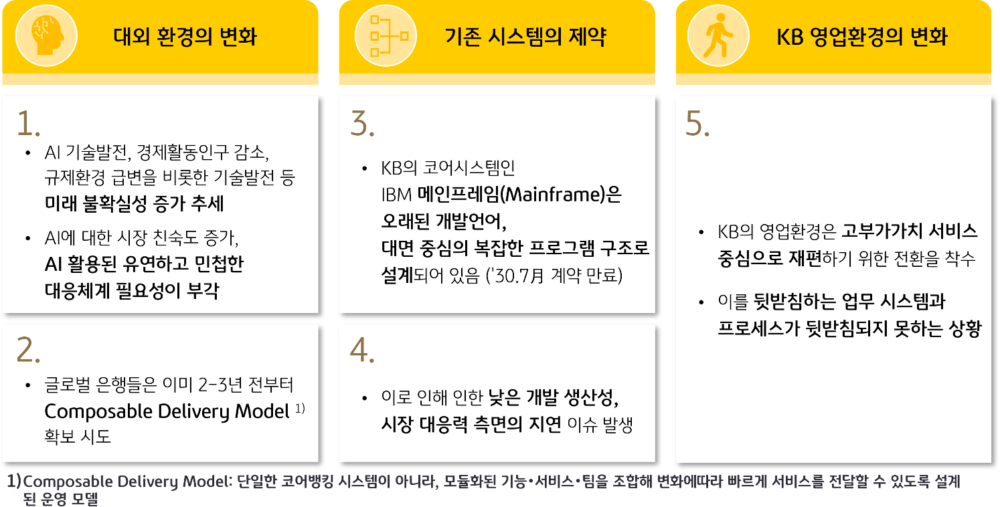 대외 환경의 변화
1.
• AI 기술발전, 경제활동인구 감소,
규제환경 급변을 비롯한 기술발전 등
미래 불확실성 증가 추세
• AI에 대한 시장 친숙도 증가,
AI 활용된 유연하고 민첩한
대응체계 필요성이 부각
2.
• 글로벌 은행들은 이미 2-3년 전부터
Composable Delivery Model 1)
확보 시도
기존 시스템의 제약
3.
• KB의 코어시스템인
IBM 메인프레임(Mainframe)은
오래된 개발언어,
대면 중심의 복잡한 프로그램 구조로
설계되어 있음 ('30.7月 계약 만료)
4.
• 이로 인해 인한 낮은 개발 생산성,
시장 대응력 측면의 지연 이슈 발생
KB 영업환경의 변화
5.
• KB의 영업환경은 고부가가치 서비스
중심으로 재편하기 위한 전환을 착수
• 이를 뒷받침하는 업무 시스템과
프로세스가 뒷받침되지 못하는 상황
1) Composable Delivery Model: 단일한 코어뱅킹 시스템이 아니라, 모듈화된 기능•서비스•팀을 조합해 변화에따라 빠르게 서비스를 전달할 수 있도록 설계
된 운영 모델